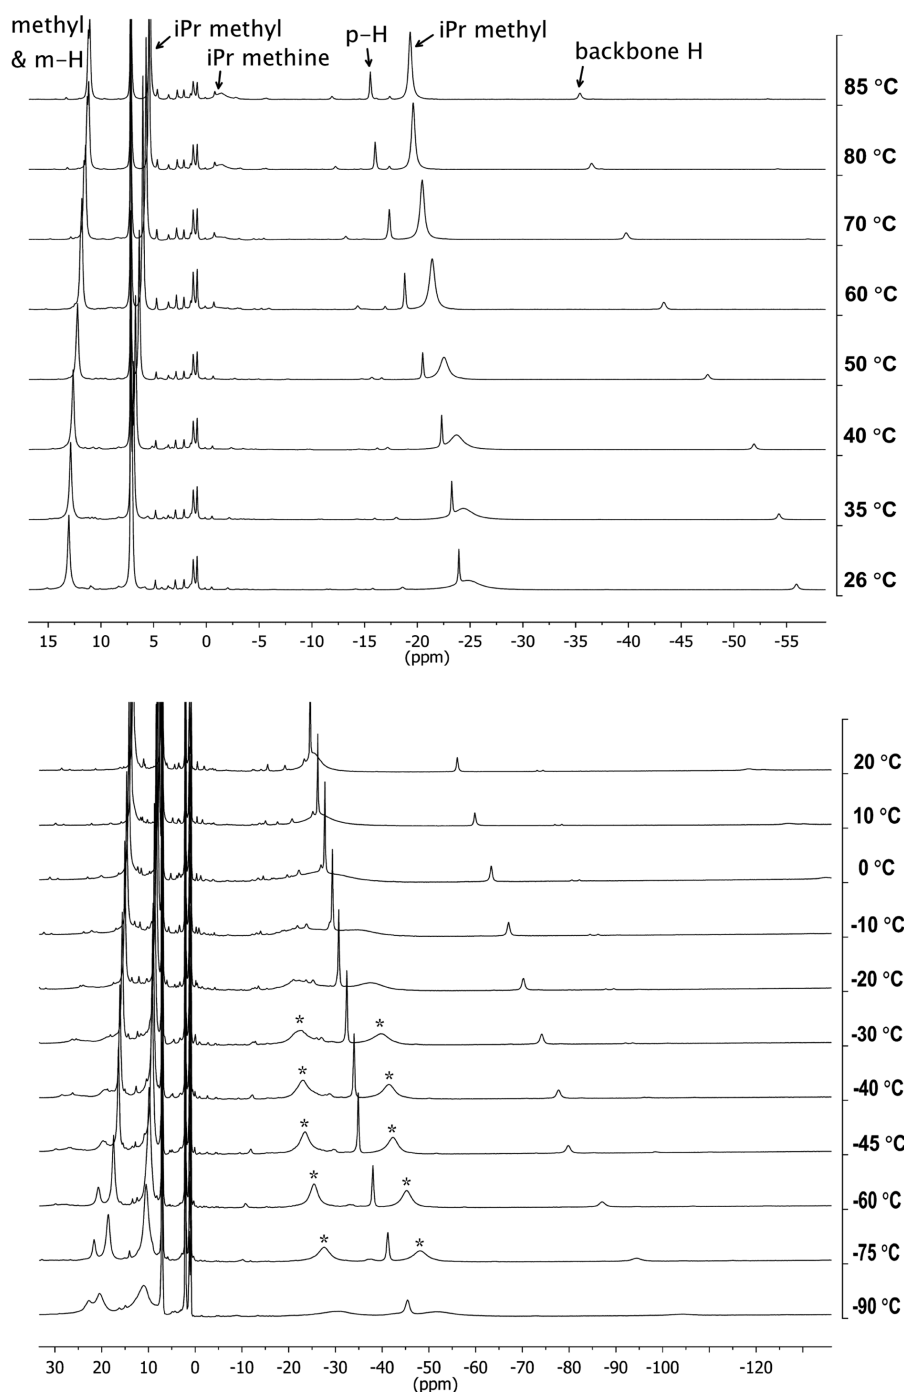 methyl
& m-H
iPr methyl
iPr methine
p-H
iPr methyl
backbone H
85 °C
80 °C
70 °C
60 °C
50 °C
40 °C
35 °C
26 °C
15 10 5 0 -5 -10 -15 -20 -25 -30 -35 -40 -45 -50 -55
(ppm)
20 °C
10 °C
0 °C
-10 °C
-20 °C
* *
-30 °C
* *
-40 °C
* *
-45 °C
* *
-60 °C
* *
-75 °C
-90 °C
30 20 10 0 -10 -20 -30 -40 -50 -60 -70 -80 -90 -100 -120
(ppm)